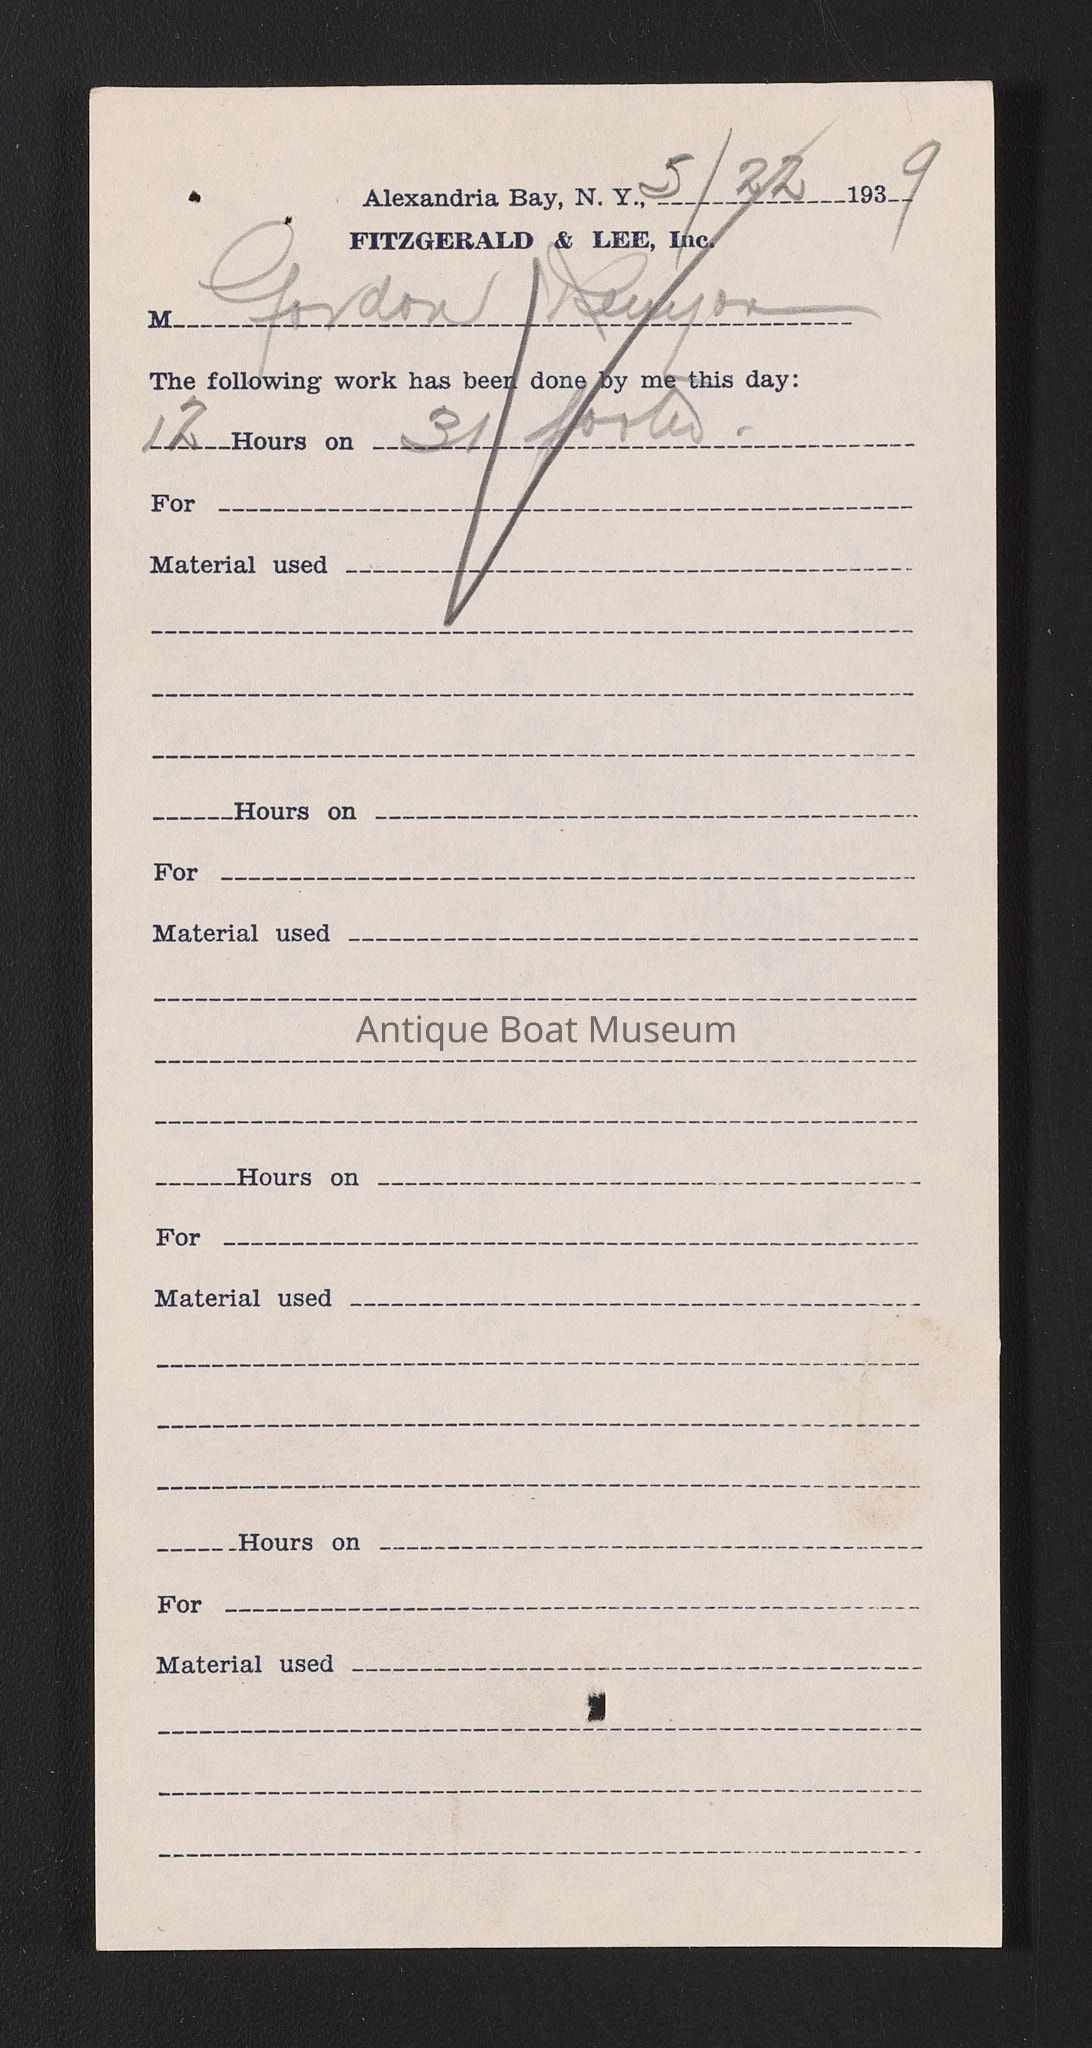 Alexandria Bay, N. Y., 5/22 1939
FITZGERALD & LEE, Inc.
M Gordon Kenyon
The following work has been done by me this day:
12 Hours on 31 footer.
For
Material used
Hours on
For
Material used
Antique Boat Museum
Hours on
For
Material used
Hours on
For
Material used